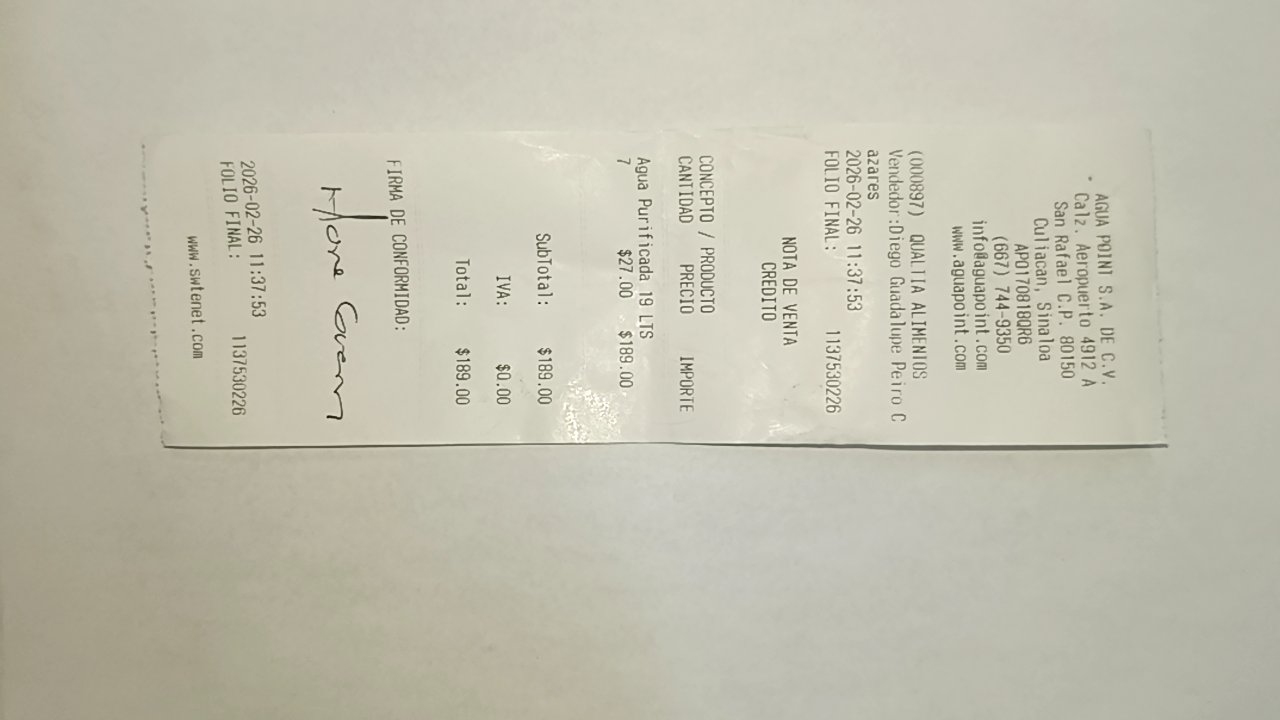 AGUA POINT S.A. DE C.V.
Calz. Aeropuerto 4912 A
San Rafael C.P. 80150
Culiacan, Sinaloa
APO170818QR6
(667) 744-9350
info@aguapoint.com
www.aguapoint.com
(000897) QUALTIA ALIMENTOS
Vendedor:Diego Guadalupe Peiro C
azares
2026-02-26 11:37:53
FOLIO FINAL: 1137530226
NOTA DE VENTA
CREDITO
CONCEPTO / PRODUCTO
CANTIDAD PRECIO IMPORTE
Agua Purificada 19 LTS
7 $27.00 $189.00
SubTotal: $189.00
IVA: $0.00
Total: $189.00
FIRMA DE CONFORMIDAD:
2026-02-26 11:37:53
FOLIO FINAL: 1137530226
www.swtenet.com